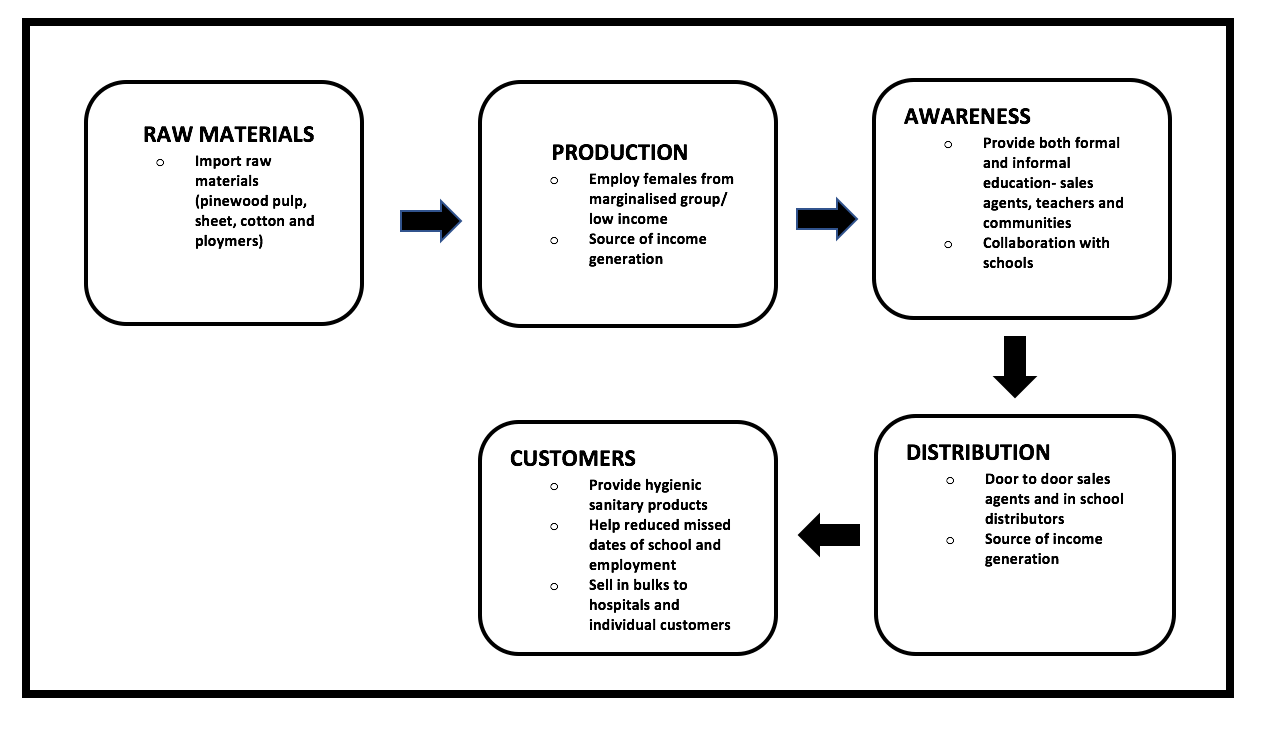 RAW MATERIALS
o Import raw
materials
(pinewood pulp,
sheet, cotton and
ploymers)
PRODUCTION
o Employ females from
marginalised group/
low income
o Source of income
generation
AWARENESS
o Provide both formal
and informal
education- sales
agents, teachers and
communities
o Collaboration with
schools
DISTRIBUTION
o Door to door sales
agents and in school
distributors
o Source of income
generation
CUSTOMERS
o Provide hygienic
sanitary products
o Help reduced missed
dates of school and
employment
o Sell in bulks to
hospitals and
individual customers